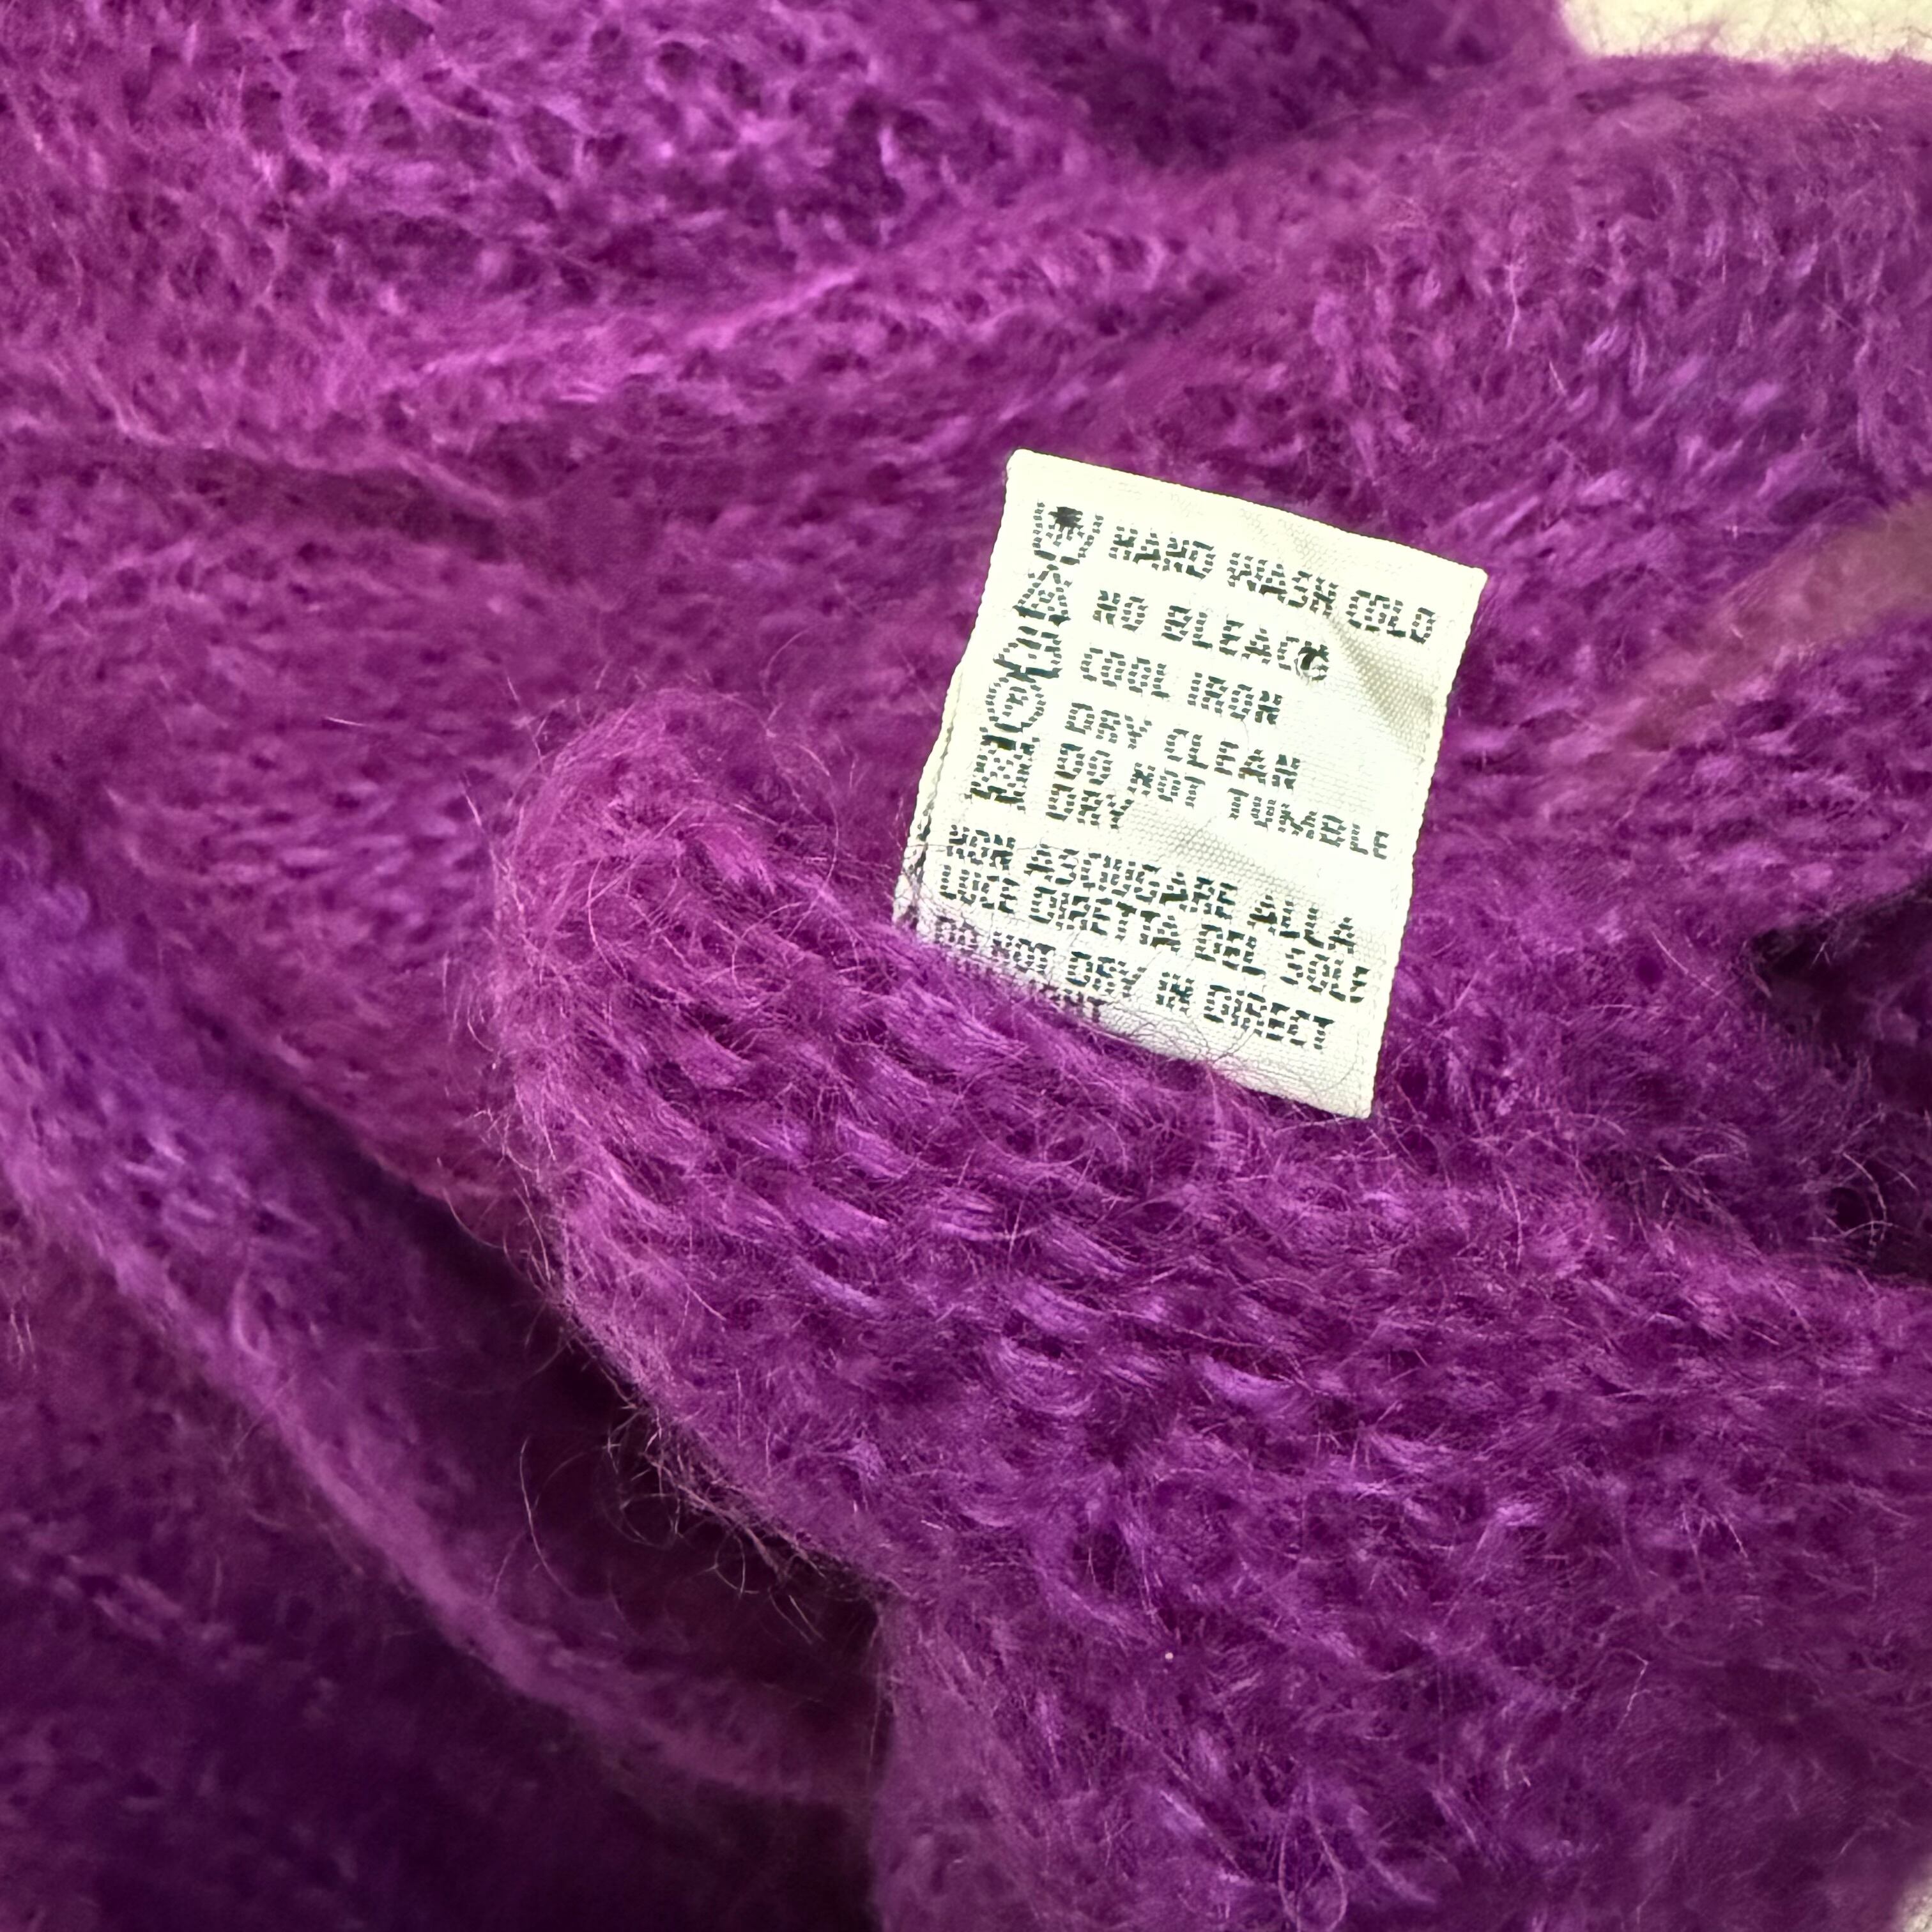 HAND WASH COLD
NO BLEACH
COOL IRON
DRY CLEAN
DO NOT TUMBLE
DRY
NON ASCIUGARE ALLA
LUCE DIRETTA DEL SOLE
DO NOT DRY IN DIRECT